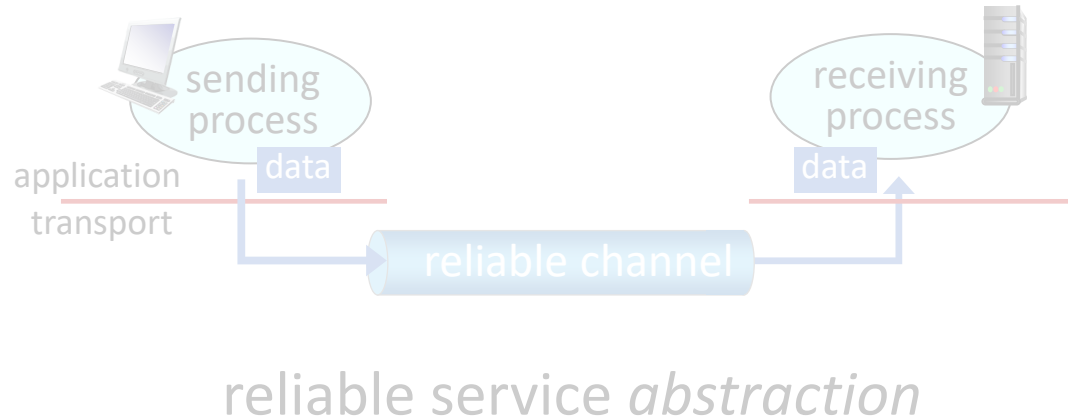 sending
process
data
receiving
process
data
application
transport
reliable channel
reliable service abstraction